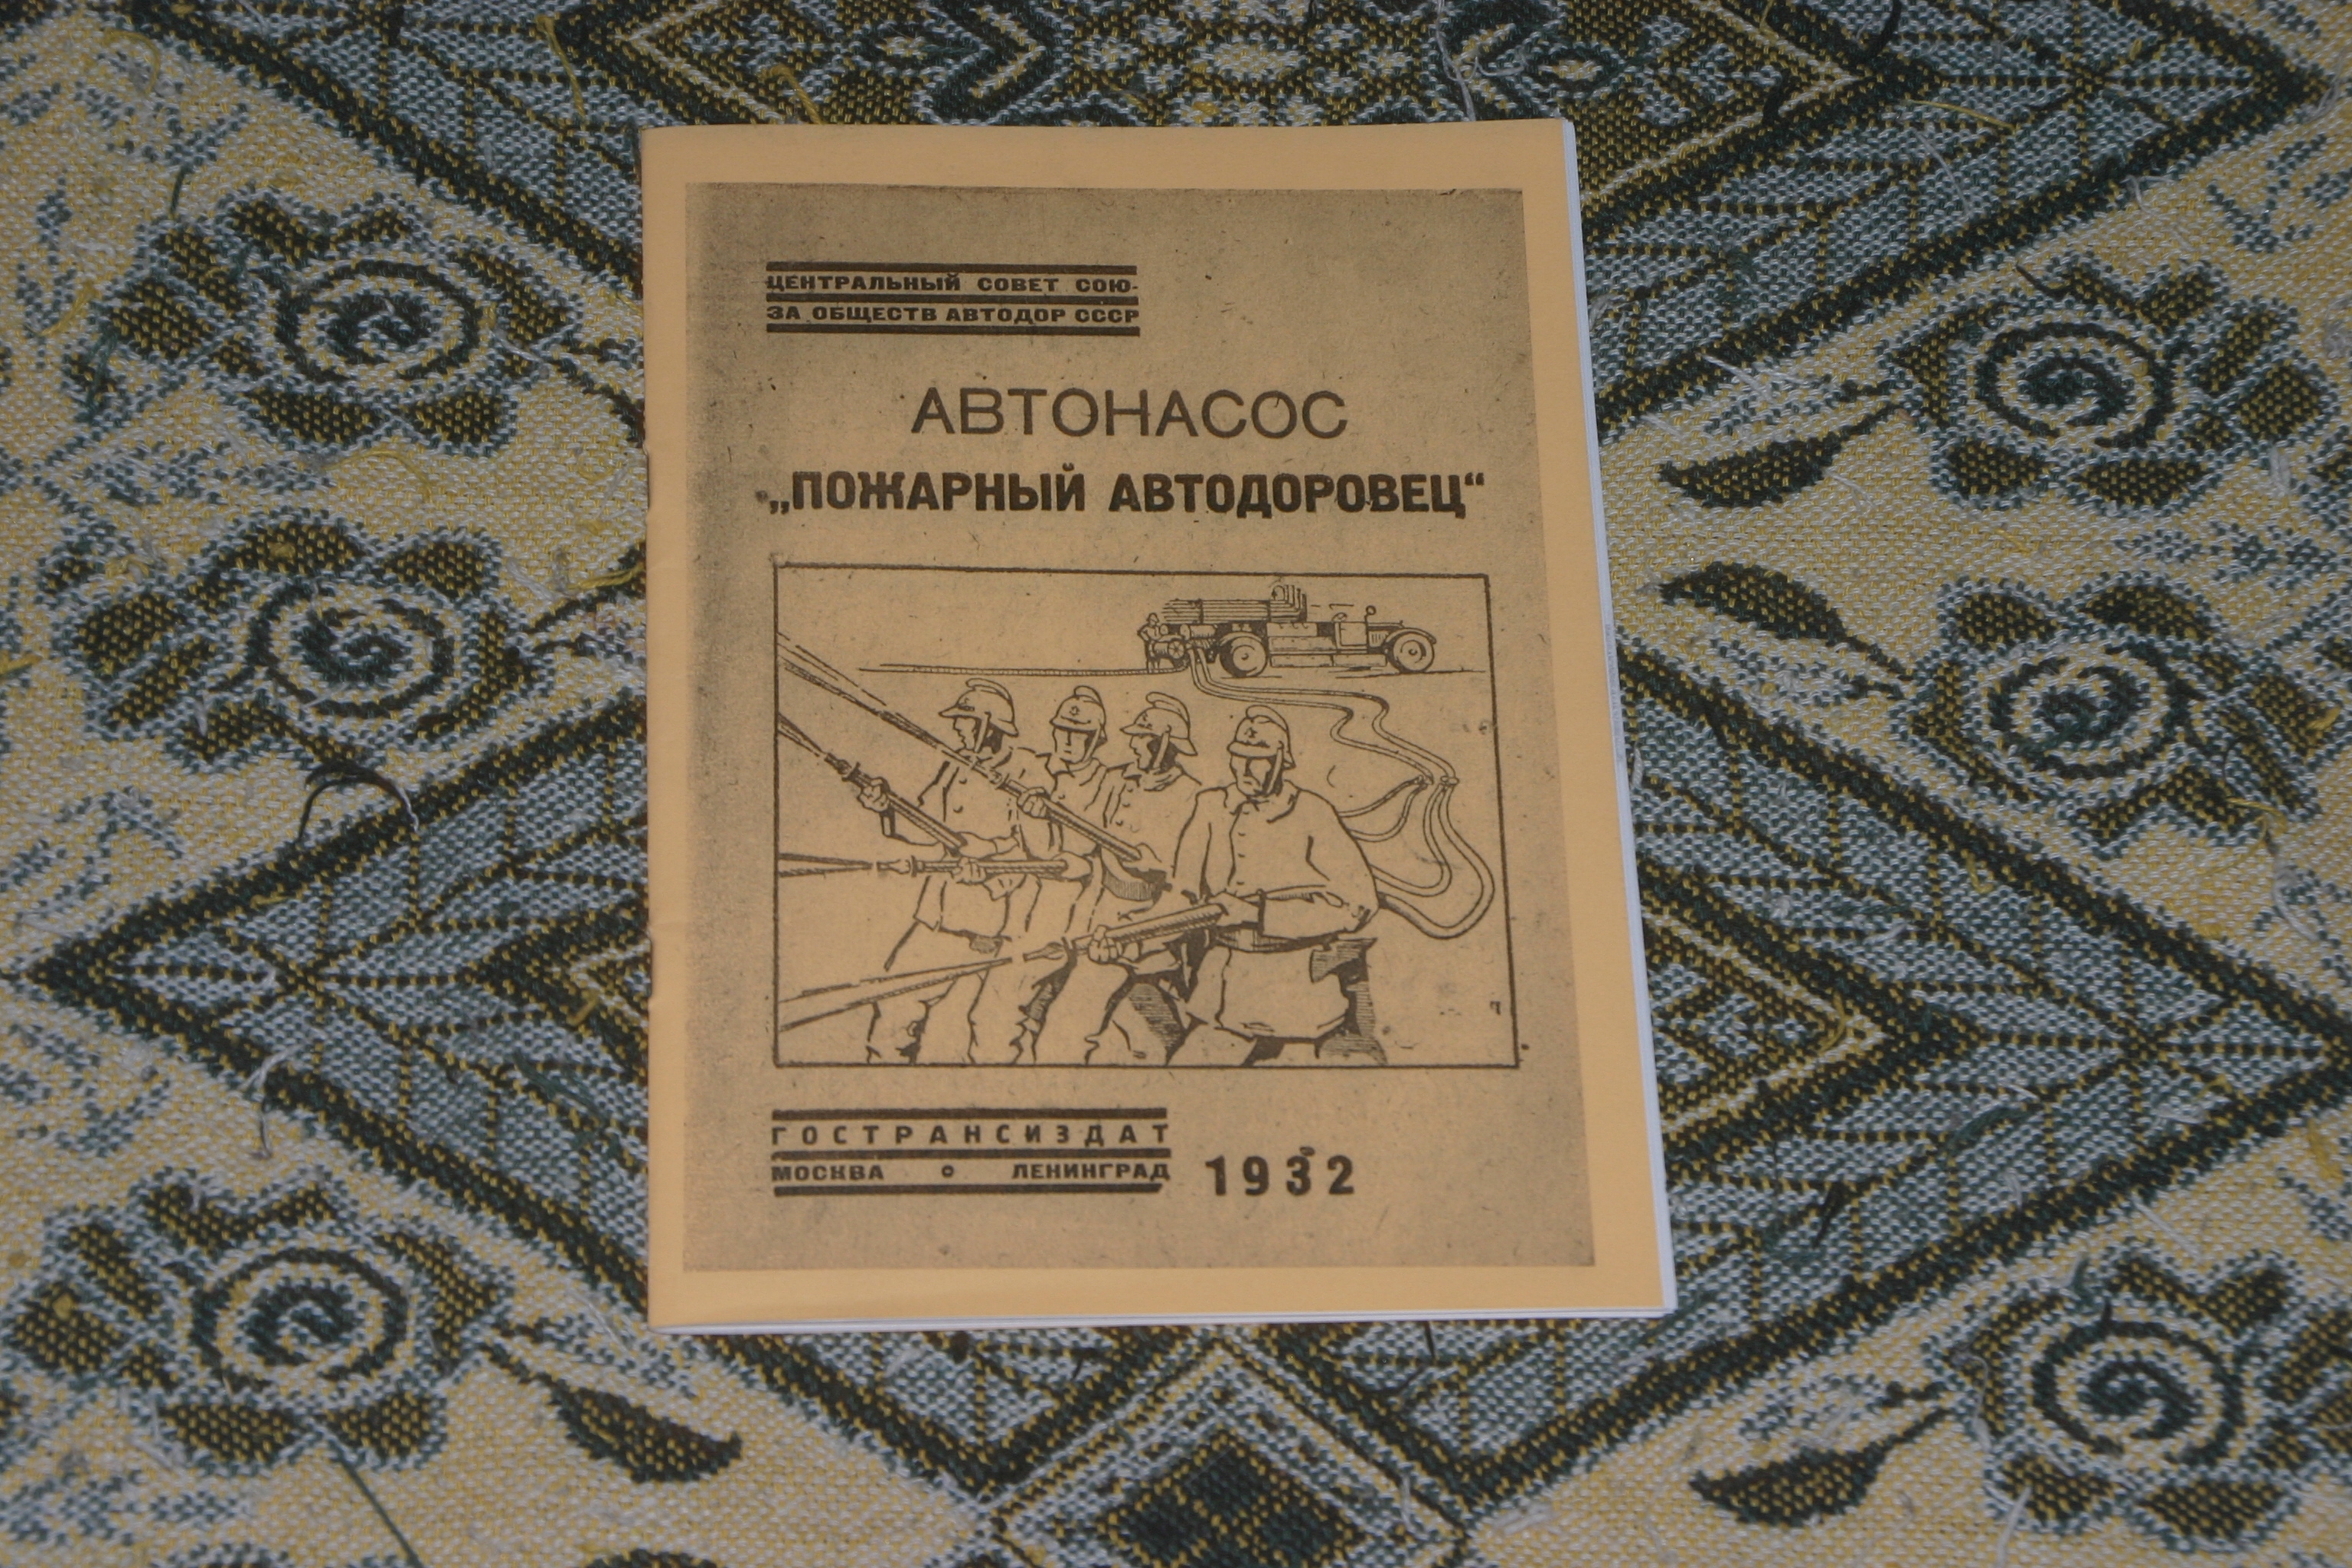 ЦЕНТРАЛЬНЫЙ СОВЕТ СОЮ-
ЗА ОБЩЕСТВ АВТОДОР СССР
АВТОНАСОС
„ПОЖАРНЫЙ АВТОДОРОВЕЦ“
ГОСТРАНСИЗДАТ
МОСКВА ° ЛЕНИНГРАД
1932